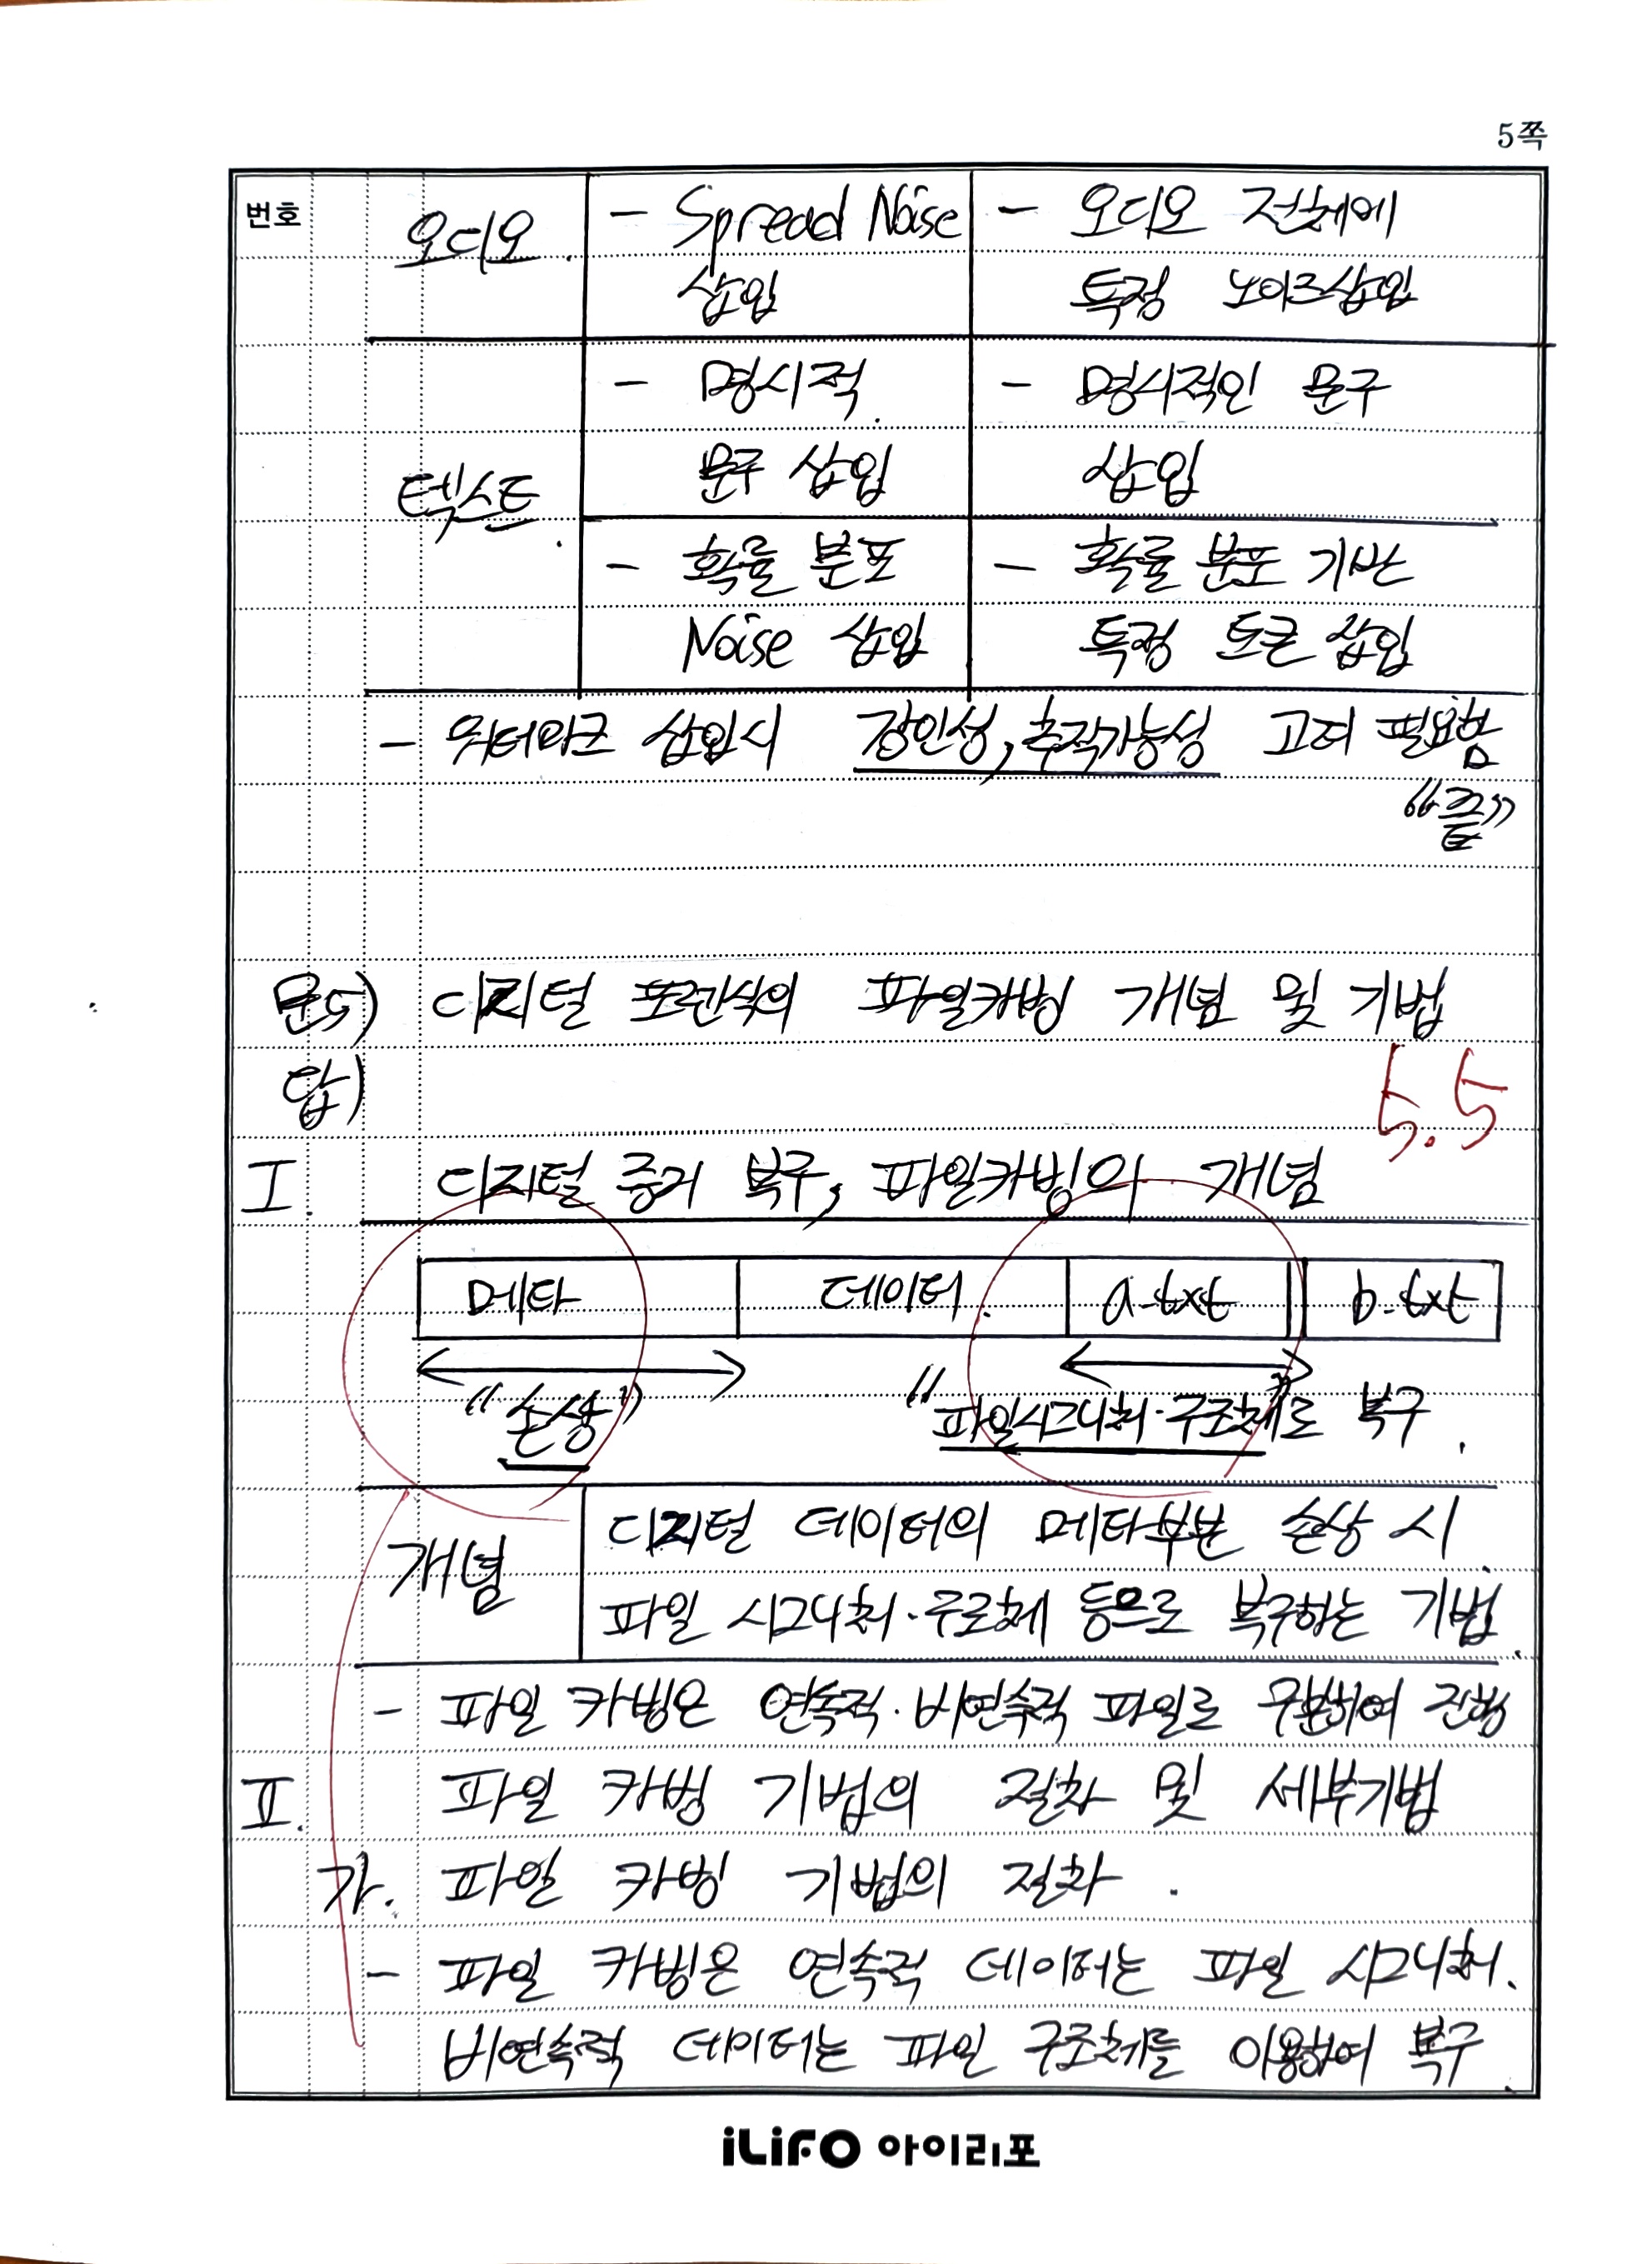 5쪽
번호
오디오.
- Spread Noise
삽입
- 오디오 전체에
특정 노이즈삽입
텍스트.
- 명시적.
문구 삽입
- 명시적인 문구
삽입
- 확률 분포
Noise 삽입
- 확률 분포 기반
특정 토큰 삽입
- 워터마크 삽입시 강인성, 추적가능성 고려 필요함
"끝"
문5) 디지털 포렌식의 파일카빙 개념 및 기법
답)
5.5
I. 디지털 증거 복구, 파일카빙의 개념
메타 데이터. a.txt b.txt
"손상" "파일시그니처·구조체"로 복구.
개념
디지털 데이터의 메타부분 손상 시.
파일 시그니처·구조체 등으로 복구하는 기법.
- 파일 카빙은 연속적·비연속적 파일로 구분하여 진행
II. 파일 카빙 기법의 절차 및 세부기법
가. 파일 카빙 기법의 절차.
- 파일 카빙은 연속적 데이터는 파일 시그니처.
비연속적 데이터는 파일 구조체를 이용하여 복구.
iLiFO 아이리포